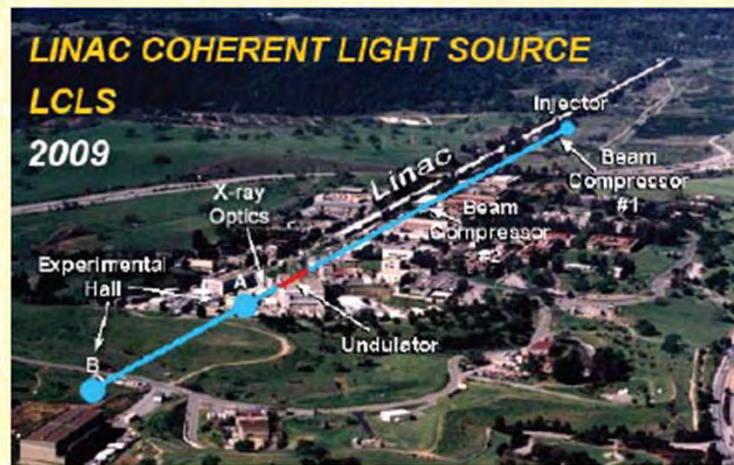 LINAC COHERENT LIGHT SOURCE
LCLS
2009
Injector
Linac
Beam
Compressor
#1
X-ray
Optics
Beam
Compressor
#2
Experimental
Hall
A
Undulator
B